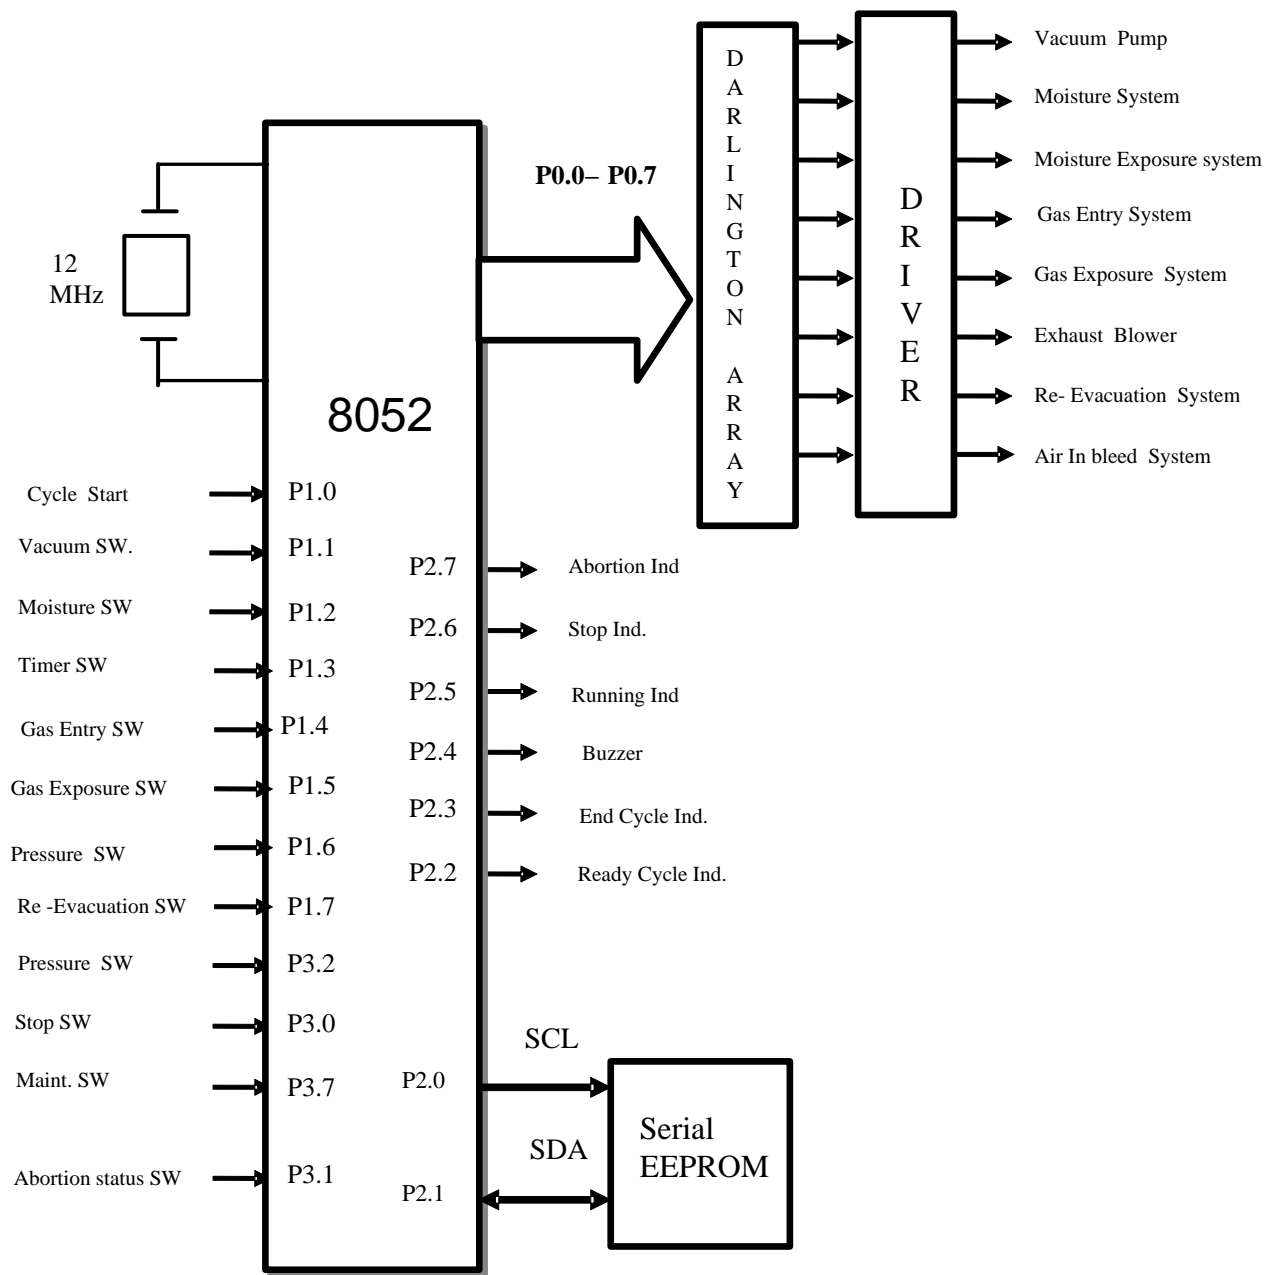 DARLINGTON ARRAY
DRIVER
Vacuum Pump
Moisture System
Moisture Exposure system
Gas Entry System
Gas Exposure System
Exhaust Blower
Re- Evacuation System
Air In bleed System
P0.0– P0.7
12
MHz
8052
Cycle Start
P1.0
Vacuum SW.
P1.1
Moisture SW
P1.2
Timer SW
P1.3
Gas Entry SW
P1.4
Gas Exposure SW
P1.5
Pressure SW
P1.6
Re -Evacuation SW
P1.7
Pressure SW
P3.2
Stop SW
P3.0
Maint. SW
P3.7
Abortion status SW
P3.1
P2.7
Abortion Ind
P2.6
Stop Ind.
P2.5
Running Ind
P2.4
Buzzer
P2.3
End Cycle Ind.
P2.2
Ready Cycle Ind.
P2.0
SCL
P2.1
SDA
Serial
EEPROM